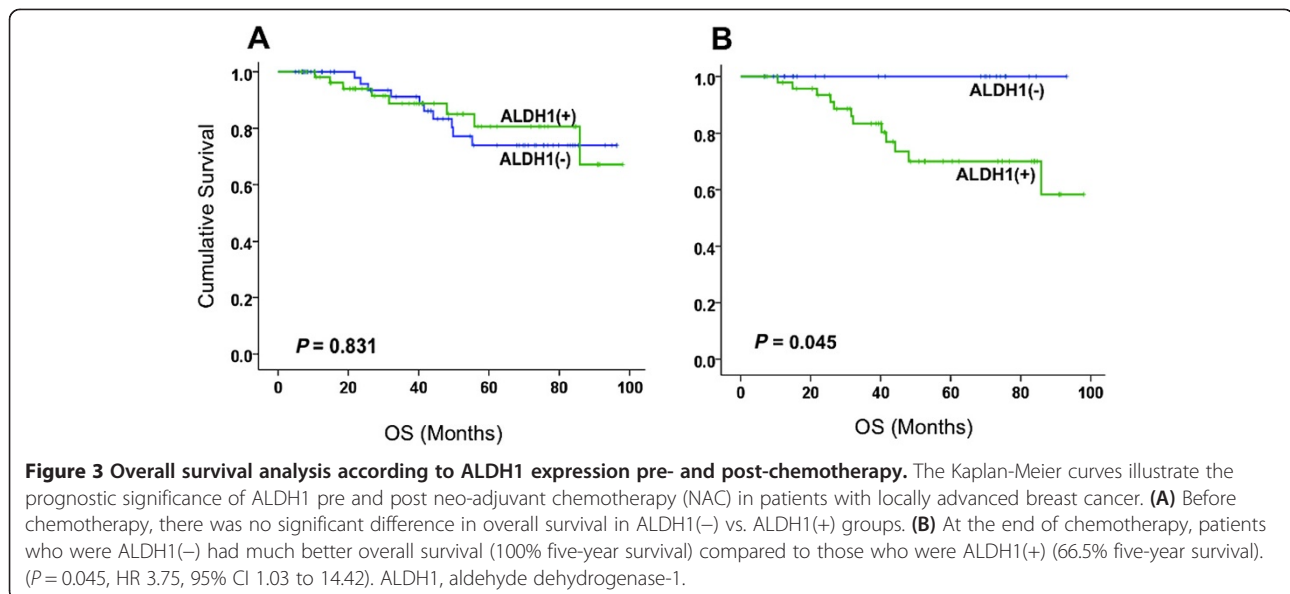 A
B
1.0
0.8
0.6
0.4
0.2
0.0
Cumulative Survival
ALDH1(+)
ALDH1(-)
P = 0.831
0 20 40 60 80 100
OS (Months)
1.0
0.8
0.6
0.4
0.2
0.0
ALDH1(-)
ALDH1(+)
P = 0.045
0 20 40 60 80 100
OS (Months)
Figure 3 Overall survival analysis according to ALDH1 expression pre- and post-chemotherapy. The Kaplan-Meier curves illustrate the
prognostic significance of ALDH1 pre and post neo-adjuvant chemotherapy (NAC) in patients with locally advanced breast cancer. (A) Before
chemotherapy, there was no significant difference in overall survival in ALDH1(−) vs. ALDH1(+) groups. (B) At the end of chemotherapy, patients
who were ALDH1(−) had much better overall survival (100% five-year survival) compared to those who were ALDH1(+) (66.5% five-year survival).
(P = 0.045, HR 3.75, 95% CI 1.03 to 14.42). ALDH1, aldehyde dehydrogenase-1.